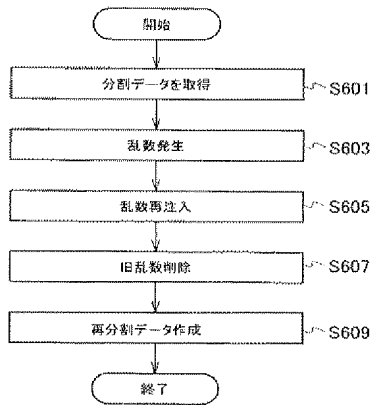 開始
分割データを取得
S601
乱数発生
S603
乱数再注入
S605
旧乱数削除
S607
再分割データ作成
S609
終了